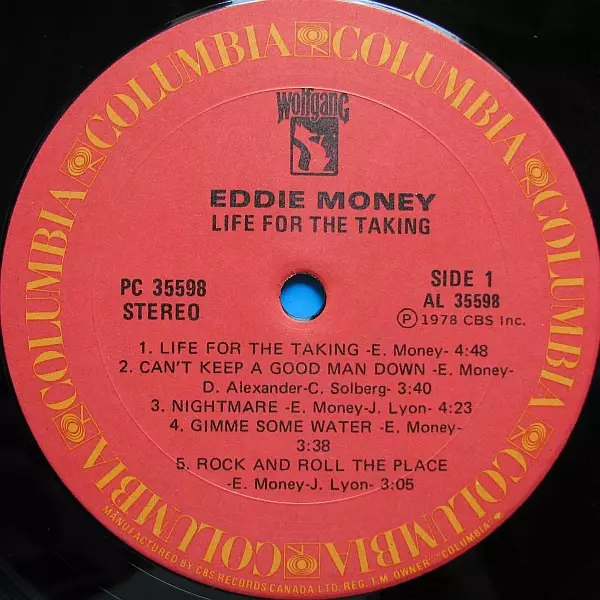 COLUMBIA COLUMBIA COLUMBIA COLUMBIA COLUMBIA COLUMBIA
Wolfgang
EDDIE MONEY
LIFE FOR THE TAKING
PC 35598
STEREO
SIDE 1
AL 35598
Ⓟ 1978 CBS Inc.
1. LIFE FOR THE TAKING -E. Money- 4:48
2. CAN'T KEEP A GOOD MAN DOWN -E. Money-
D. Alexander-C. Solberg- 3:40
3. NIGHTMARE -E. Money-J. Lyon- 4:23
4. GIMME SOME WATER -E. Money-
3:38
5. ROCK AND ROLL THE PLACE
-E. Money-J. Lyon- 3:05
MANUFACTURED BY CBS RECORDS CANADA LTD. REG. T.M. OWNER "COLUMBIA"